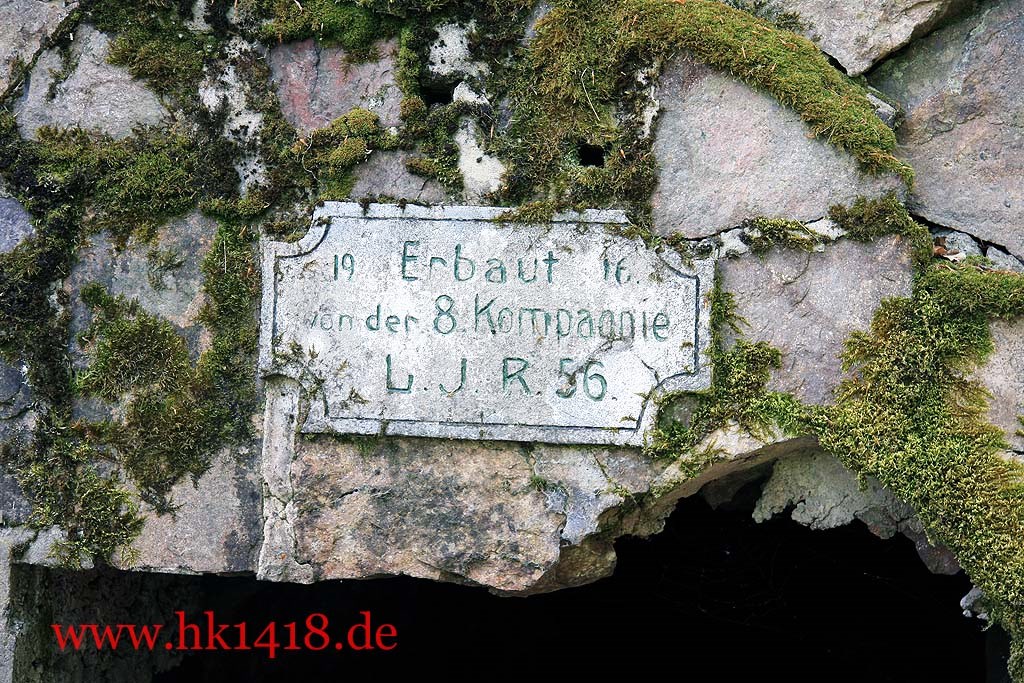 19 Erbaut 16.
von der 8. Kompagnie
L. J. R. 56.
www.hk1418.de